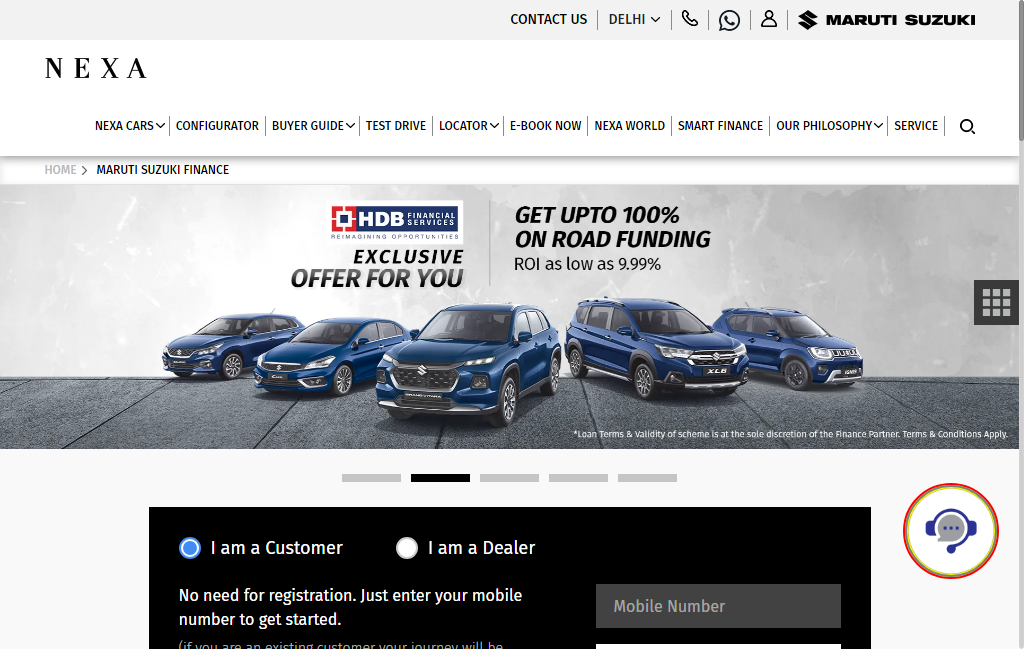 CONTACT US
DELHI
MARUTI SUZUKI
NEXA
NEXA CARS
CONFIGURATOR
BUYER GUIDE
TEST DRIVE
LOCATOR
E-BOOK NOW
NEXA WORLD
SMART FINANCE
OUR PHILOSOPHY
SERVICE
HOME
MARUTI SUZUKI FINANCE
HDB FINANCIAL SERVICES
REIMAGINING OPPORTUNITIES
EXCLUSIVE
OFFER FOR YOU
GET UPTO 100%
ON ROAD FUNDING
ROI as low as 9.99%
GRAND VITARA
XL6
IGNIS
*Loan Terms & Validity of scheme is at the sole discretion of the Finance Partner. Terms & Conditions Apply.
I am a Customer
I am a Dealer
No need for registration. Just enter your mobile
number to get started.
(if you are an existing customer your journey will be
Mobile Number